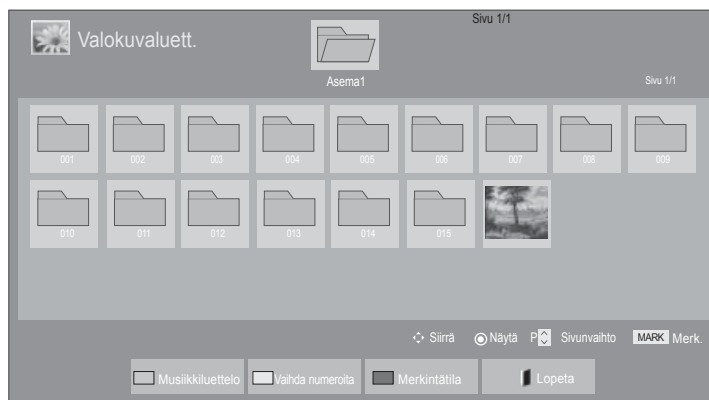 Sivu 1/1
Valokuvaluett.
Asema1
Sivu 1/1
001 002 003 004 005 006 007 008 009
010 011 012 013 014 015
Siirrä Näytä P Sivunvaihto MARK Merk.
Musiikkiluettelo Vaihda numeroita Merkintätila Lopeta